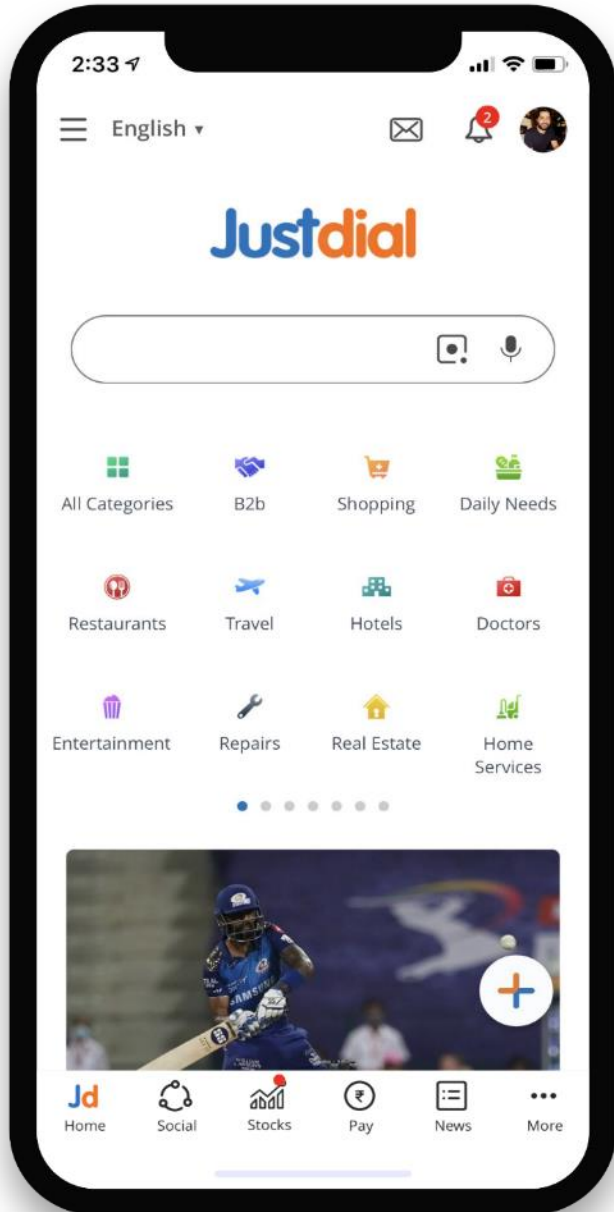 2:33
English
2
Justdial
All Categories
B2b
Shopping
Daily Needs
Restaurants
Travel
Hotels
Doctors
Entertainment
Repairs
Real Estate
Home
Services
SAMSUNG
SS
Jd
Home
Social
Stocks
₹
Pay
News
More